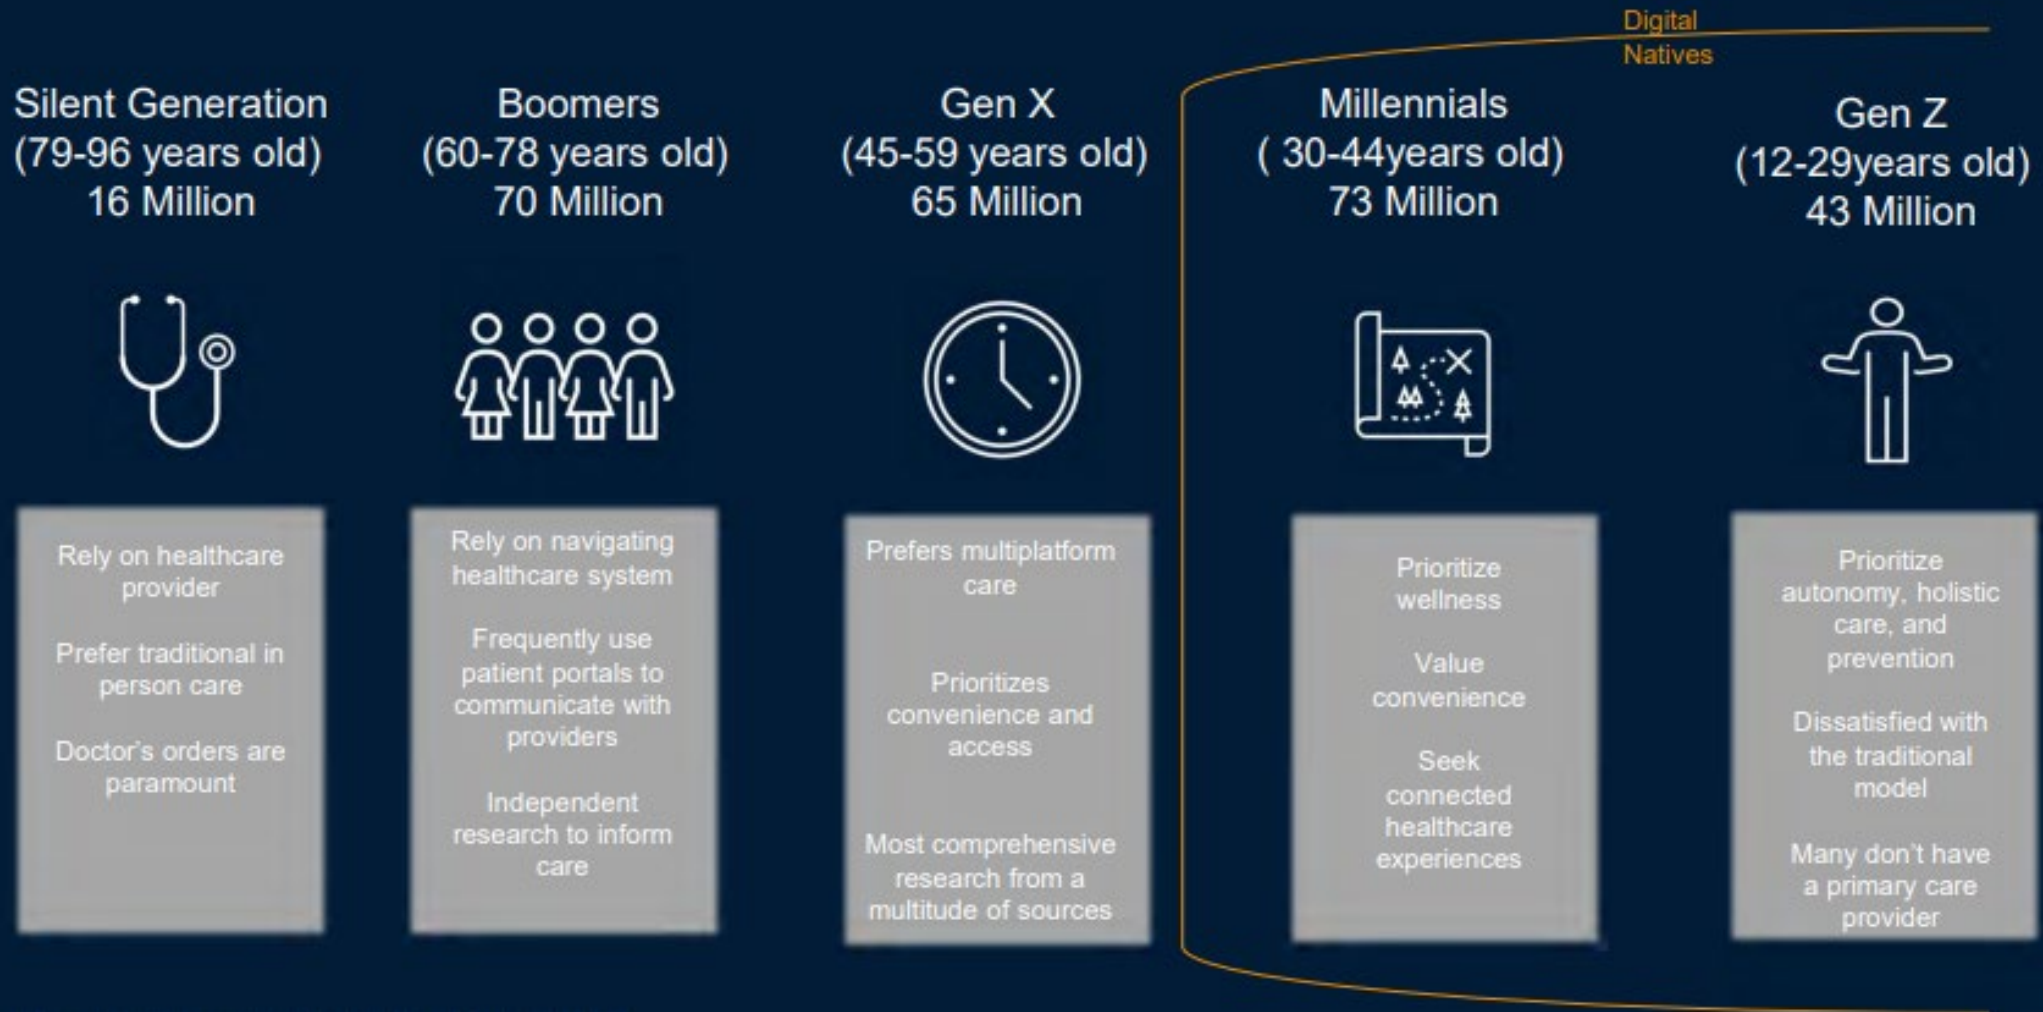 Digital
Natives
Silent Generation
(79-96 years old)
16 Million
Boomers
(60-78 years old)
70 Million
Gen X
(45-59 years old)
65 Million
Millennials
( 30-44years old)
73 Million
Gen Z
(12-29years old)
43 Million
Rely on healthcare
provider
Prefer traditional in
person care
Doctor's orders are
paramount
Rely on navigating
healthcare system
Frequently use
patient portals to
communicate with
providers
Independent
research to inform
care
Prefers multiplatform
care
Prioritizes
convenience and
access
Most comprehensive
research from a
multitude of sources
Prioritize
wellness
Value
convenience
Seek
connected
healthcare
experiences
Prioritize
autonomy, holistic
care, and
prevention
Dissatisfied with
the traditional
model
Many don't have
a primary care
provider